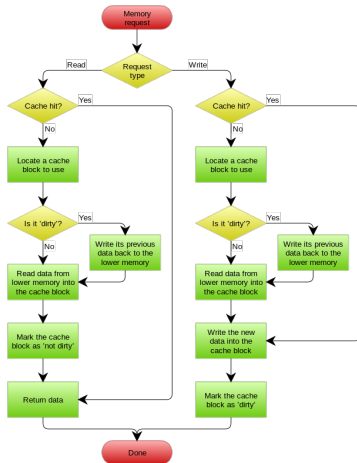 Memory
request
Request
type
Read
Write
Cache hit?
Yes
No
Locate a cache
block to use
Is it 'dirty'?
Yes
No
Write its previous
data back to the
lower memory
Read data from
lower memory into
the cache block
Mark the cache
block as 'not dirty'
Return data
Cache hit?
Yes
No
Locate a cache
block to use
Is it 'dirty'?
Yes
No
Write its previous
data back to the
lower memory
Read data from
lower memory into
the cache block
Write the new
data into the
cache block
Mark the cache
block as 'dirty'
Done